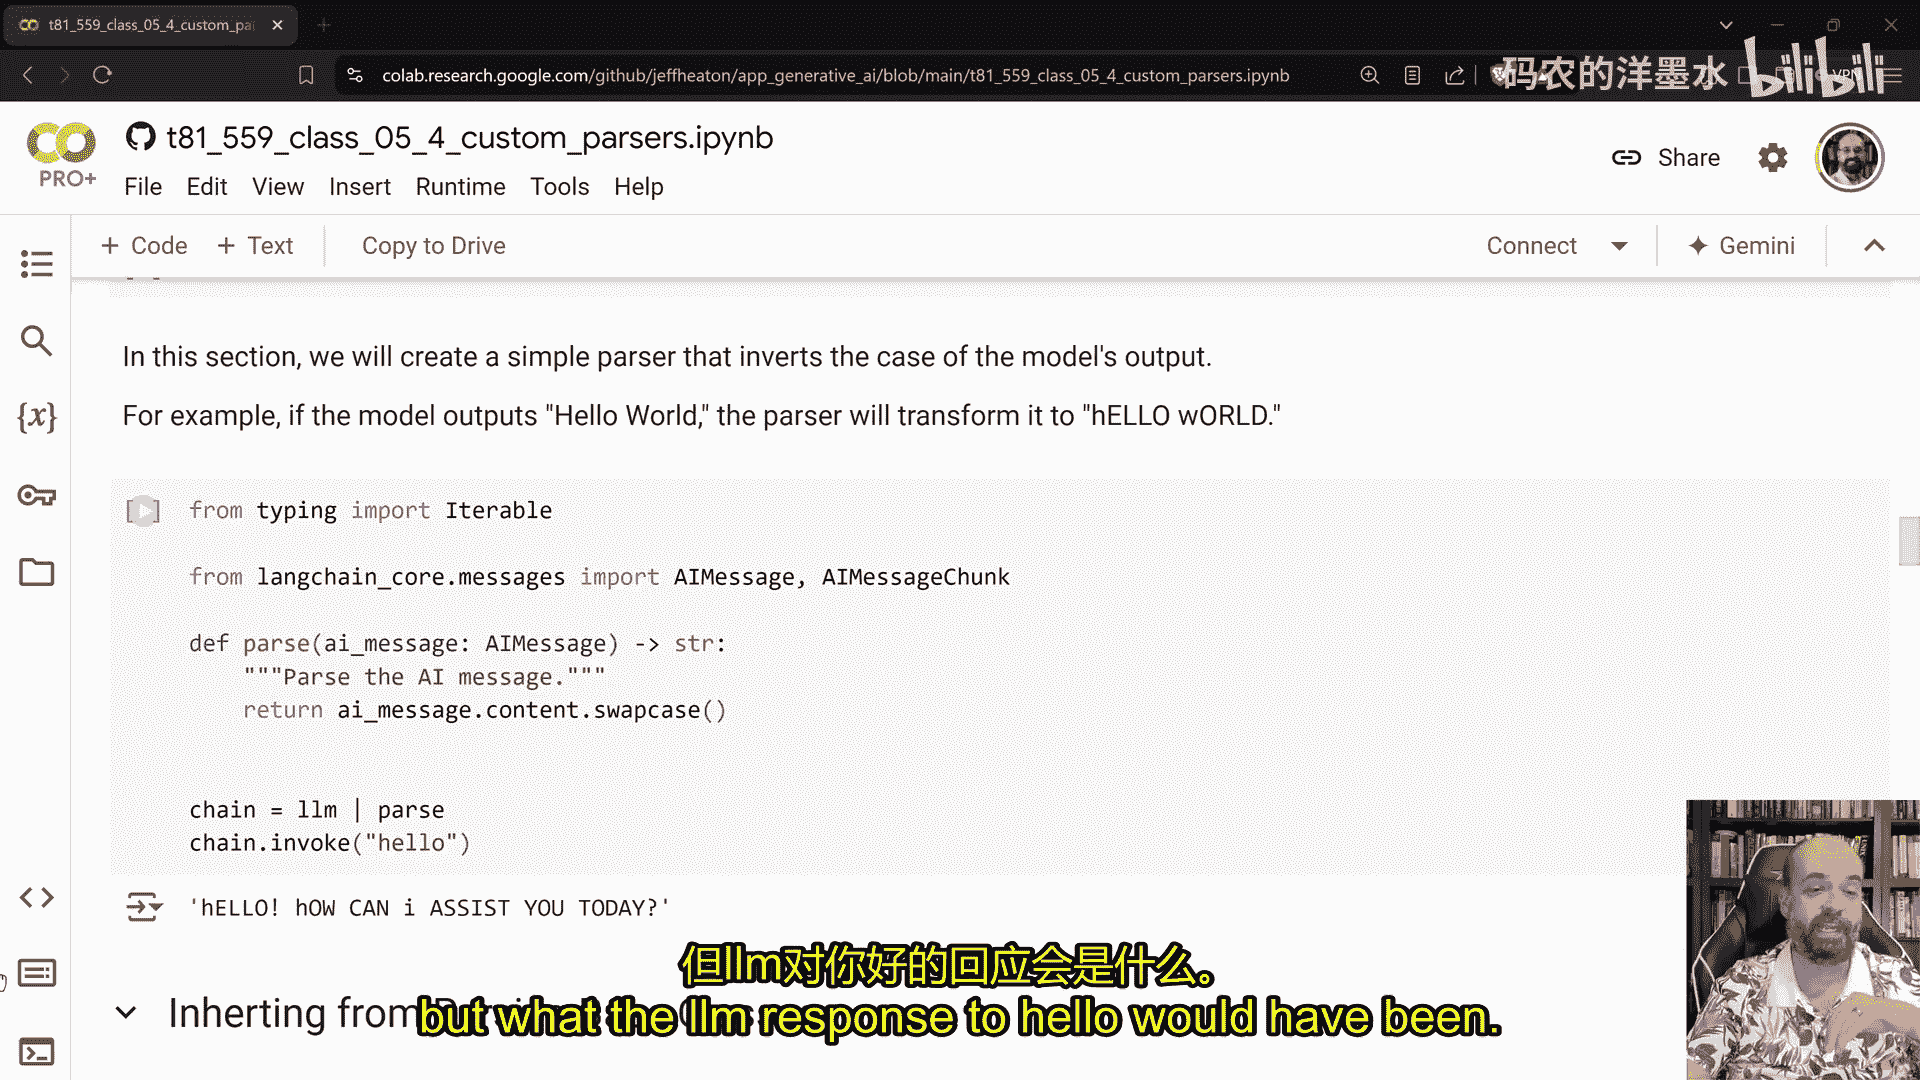 t81_559_class_05_4_custom_pa
colab.research.google.com/github/jeffheaton/app_generative_ai/blob/main/t81_559_class_05_4_custom_parsers.ipynb
码农的洋墨水 bilibili
VPN
PRO+
t81_559_class_05_4_custom_parsers.ipynb
Share
File Edit View Insert Runtime Tools Help
+ Code + Text Copy to Drive
Connect Gemini
In this section, we will create a simple parser that inverts the case of the model's output.
For example, if the model outputs "Hello World," the parser will transform it to "hELLO wORLD."
from typing import Iterable
from langchain_core.messages import AIMessage, AIMessageChunk
def parse(ai_message: AIMessage) -> str:
"""Parse the AI message."""
return ai_message.content.swapcase()
chain = llm | parse
chain.invoke("hello")
'hELLO! hOW CAN i ASSIST YOU TODAY?'
但llm对你好的回应会是什么。
Inherting from
but what the llm response to hello would have been.